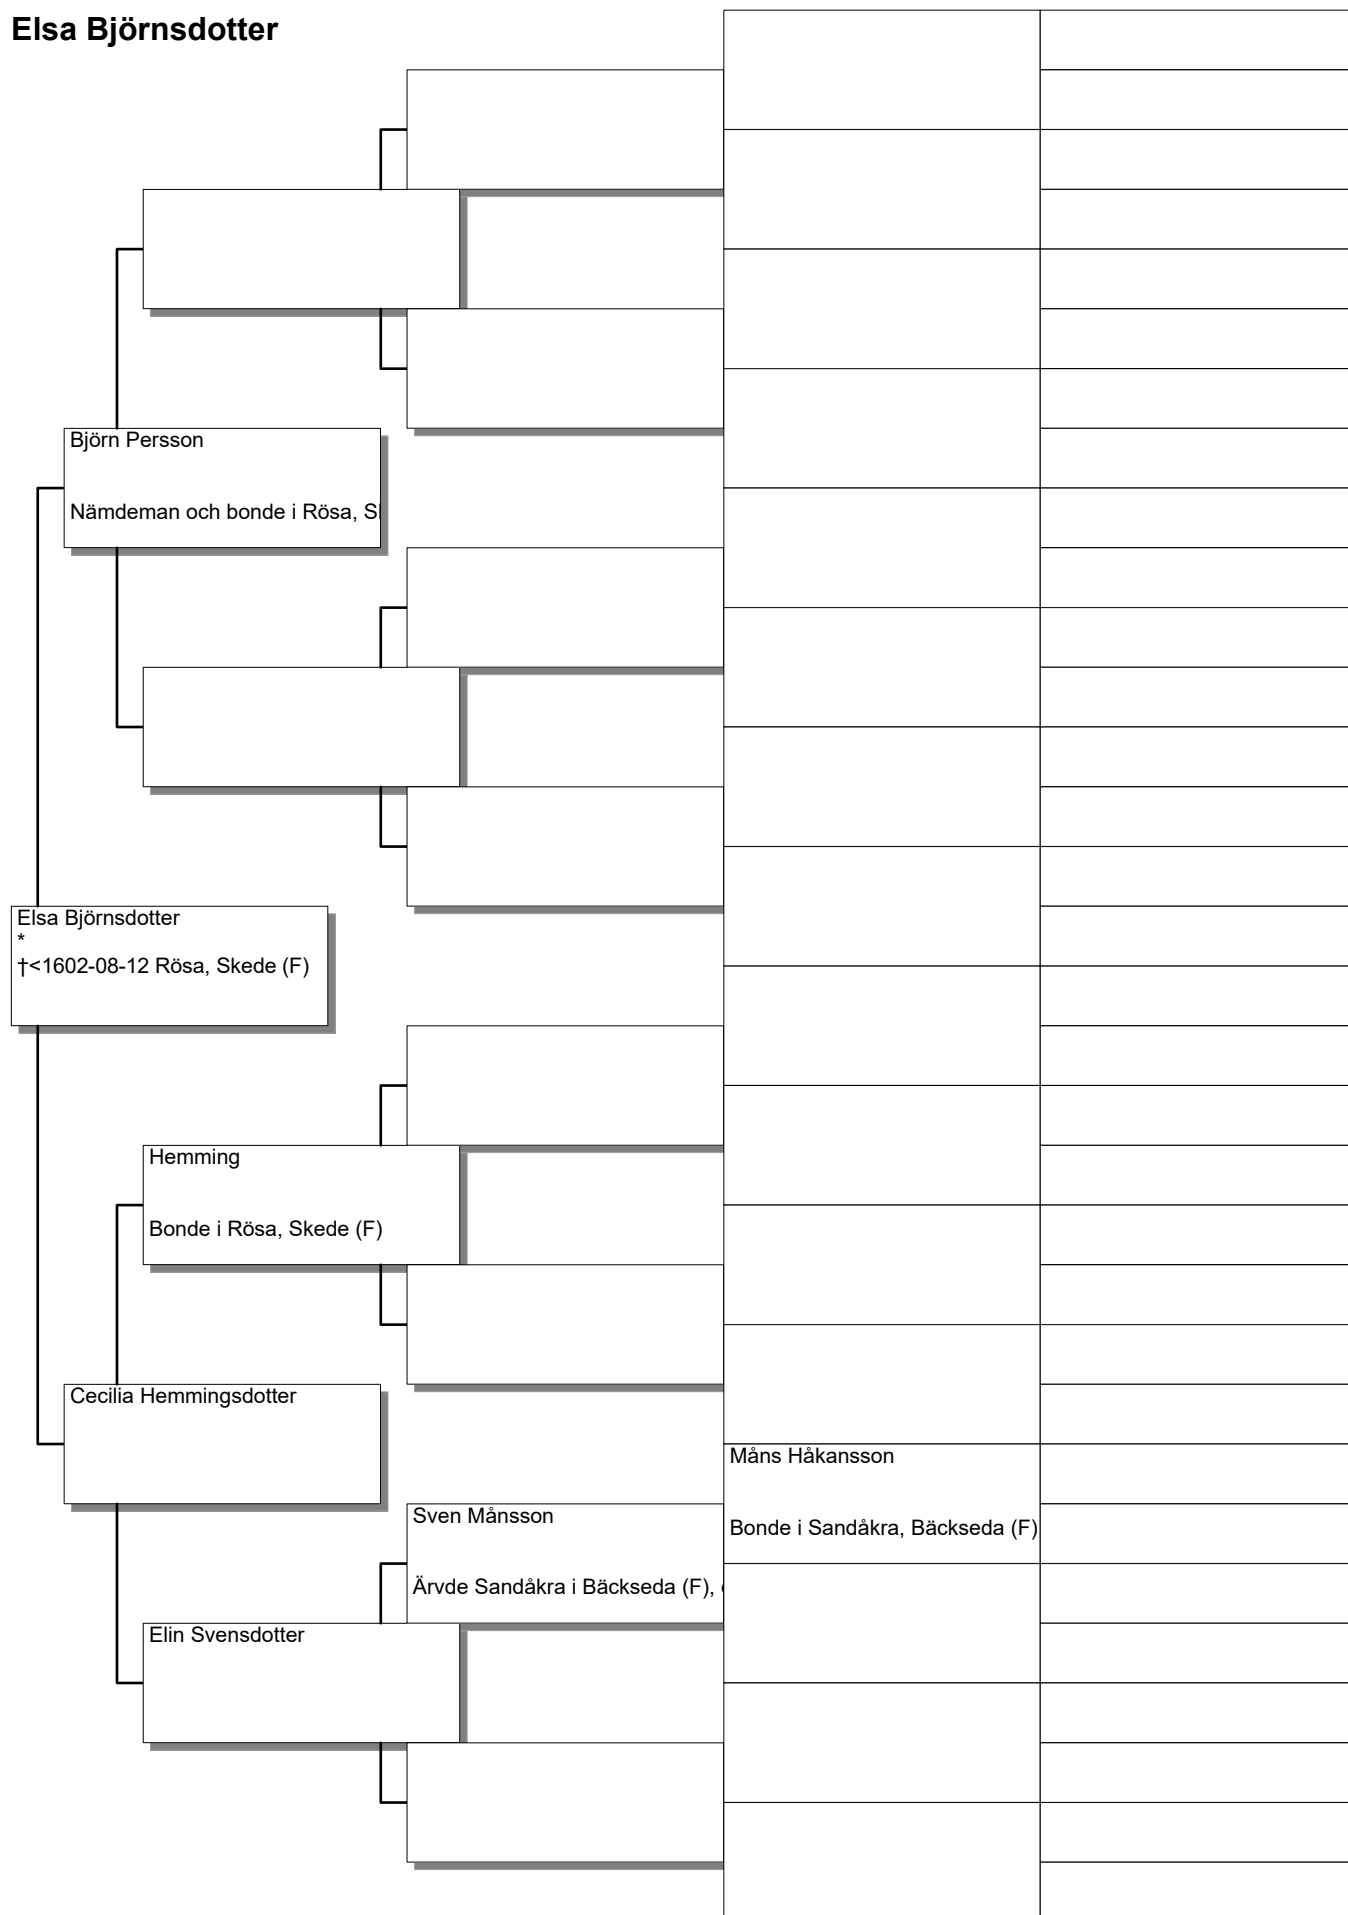 Elsa Björnsdotter
Björn Persson
Nämdeman och bonde i Rösa,
Elsa Björnsdotter
*
†<1602-08-12 Rösa, Skede (F)
Hemming
Bonde i Rösa, Skede (F)
Cecilia Hemmingsdotter
Måns Håkansson
Bonde i Sandåkra, Bäckseda (F)
Sven Månsson
Ärvde Sandåkra i Bäckseda (F),
Elin Svensdotter